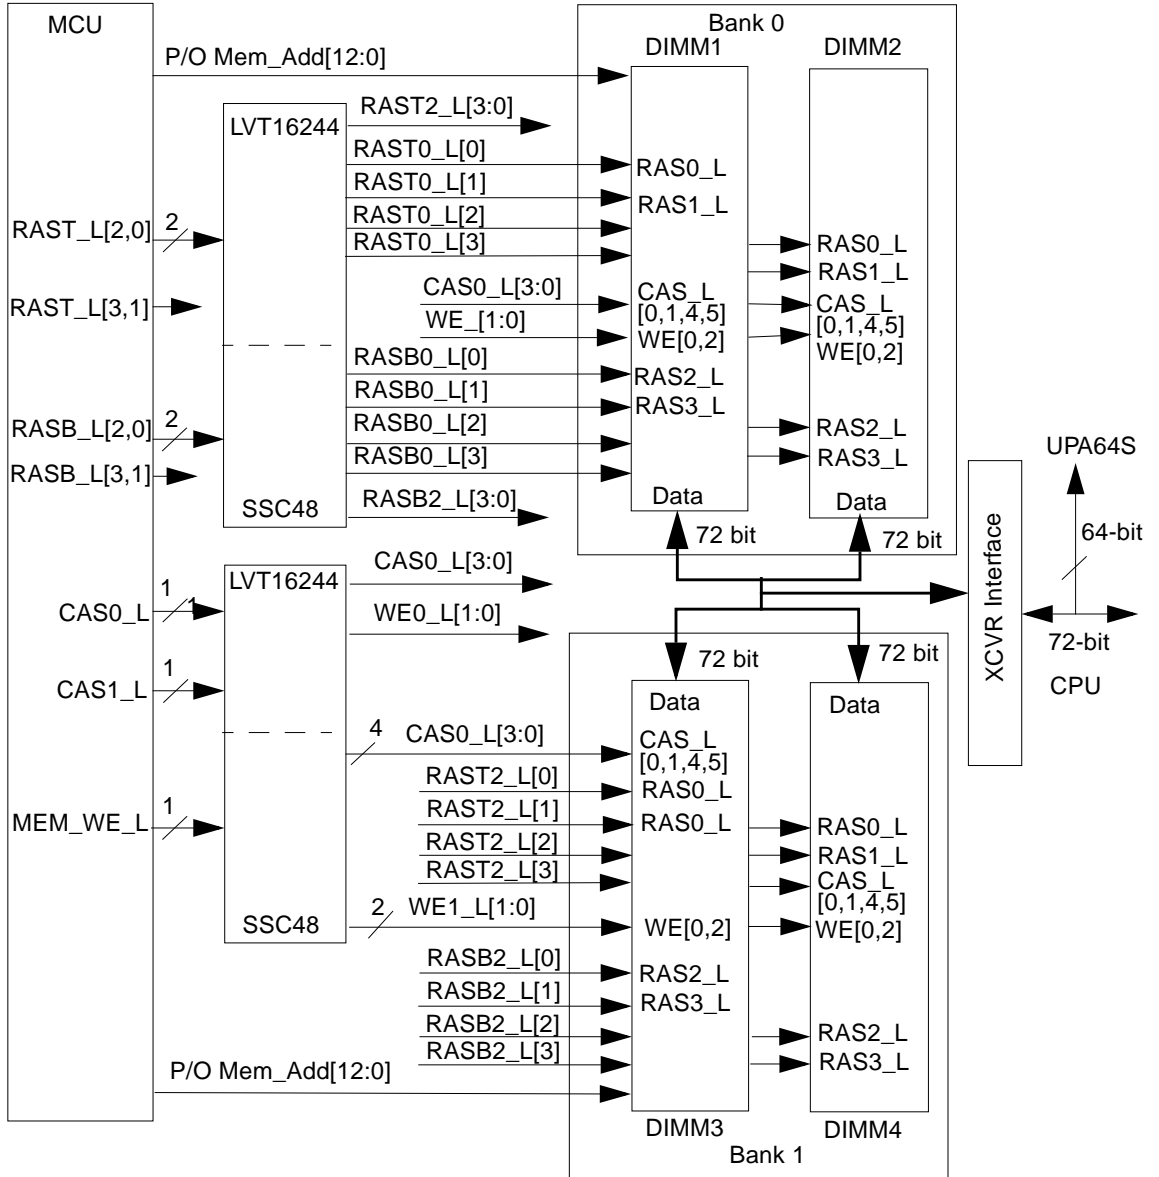 MCU
Bank 0
DIMM1
DIMM2
P/O Mem_Add[12:0]
RAST2_L[3:0]
LVT16244
RAST0_L[0]
RAS0_L
RAST0_L[1]
RAS1_L
RAST0_L[2]
RAST_L[2,0]
2
RAST0_L[3]
RAS0_L
RAS1_L
CAS0_L[3:0]
CAS_L
CAS_L
RAST_L[3,1]
[0,1,4,5]
[0,1,4,5]
WE_[1:0]
WE[0,2]
WE[0,2]
RASB0_L[0]
RAS2_L
RASB0_L[1]
RAS3_L
RASB_L[2,0]
2
RASB0_L[2]
RAS2_L
RASB0_L[3]
RAS3_L
RASB_L[3,1]
UPA64S
RASB2_L[3:0]
Data
Data
SSC48
72 bit
72 bit
64-bit
CAS0_L[3:0]
LVT16244
1
1
CAS0_L
WE0_L[1:0]
XCVR Interface
72-bit
72 bit
72 bit
CPU
1
CAS1_L
Data
Data
4
CAS0_L[3:0]
CAS_L
[0,1,4,5]
RAST2_L[0]
RAS0_L
1
RAST2_L[1]
RAS0_L
RAS0_L
MEM_WE_L
RAST2_L[2]
RAS1_L
RAST2_L[3]
CAS_L
[0,1,4,5]
2
WE1_L[1:0]
WE[0,2]
WE[0,2]
SSC48
RASB2_L[0]
RAS2_L
RASB2_L[1]
RAS3_L
RASB2_L[2]
RAS2_L
RASB2_L[3]
RAS3_L
P/O Mem_Add[12:0]
DIMM3
DIMM4
Bank 1